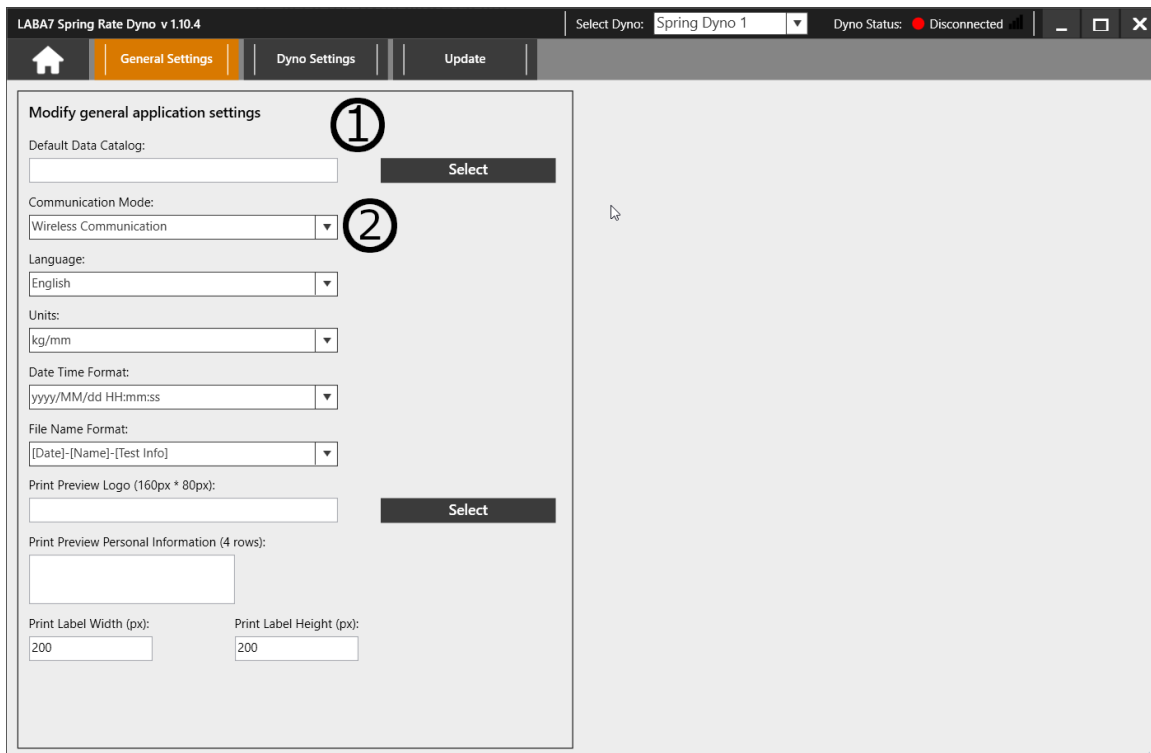 LABA7 Spring Rate Dyno v 1.10.4 Select Dyno: Spring Dyno 1 Dyno Status: Disconnected
General Settings Dyno Settings Update
Modify general application settings
1
Default Data Catalog:
Select
Communication Mode:
Wireless Communication 2
Language:
English
Units:
kg/mm
Date Time Format:
yyyy/MM/dd HH:mm:ss
File Name Format:
[Date]-[Name]-[Test Info]
Print Preview Logo (160px * 80px):
Select
Print Preview Personal Information (4 rows):
Print Label Width (px): Print Label Height (px):
200 200